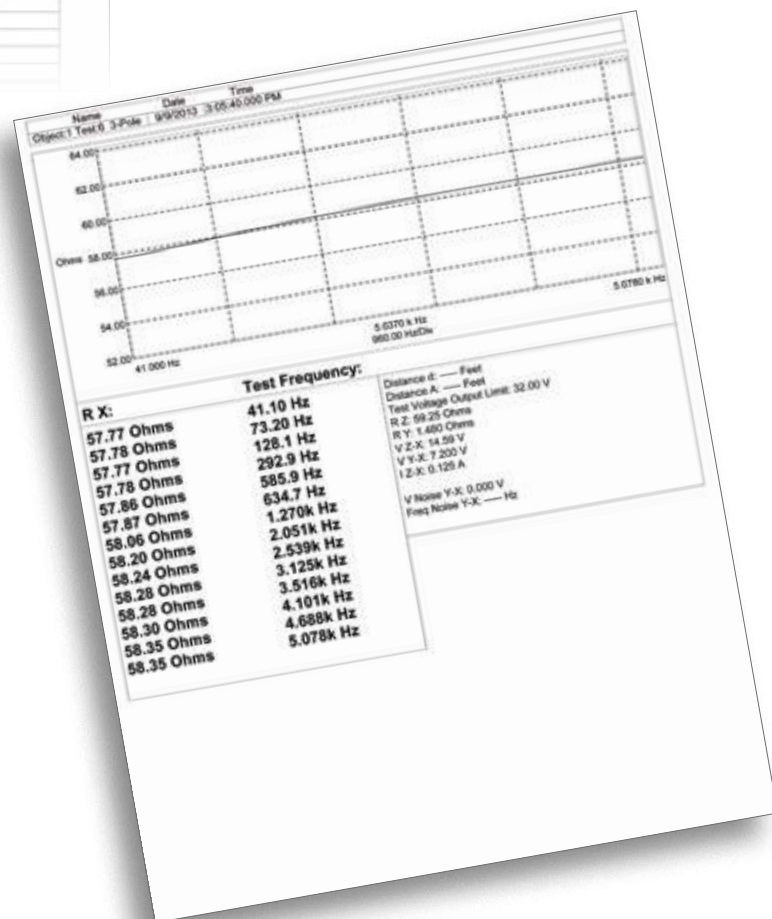 Name Date Time
Object:1 Test:6 3-Pole 9/9/2013 3:05:40.000 PM
64.00
62.00
60.00
Ohms 58.00
56.00
54.00
52.00
41.000 Hz
5.0370 k Hz
960.00 Hz/Div
5.0780 k Hz
R X: Test Frequency:
57.77 Ohms 41.10 Hz
57.78 Ohms 73.20 Hz
57.77 Ohms 128.1 Hz
57.78 Ohms 292.9 Hz
57.86 Ohms 585.9 Hz
57.87 Ohms 634.7 Hz
58.06 Ohms 1.270k Hz
58.20 Ohms 2.051k Hz
58.24 Ohms 2.539k Hz
58.28 Ohms 3.125k Hz
58.28 Ohms 3.516k Hz
58.30 Ohms 4.101k Hz
58.35 Ohms 4.688k Hz
58.35 Ohms 5.078k Hz
Distance d: ---- Feet
Distance A: ---- Feet
Test Voltage Output Limit: 32.00 V
R Z: 59.25 Ohms
R Y: 1.480 Ohms
V Z-X: 14.59 V
V Y-X: 7.200 V
I Z-X: 0.125 A
V Noise Y-X: 0.000 V
Freq Noise Y-X: ---- Hz